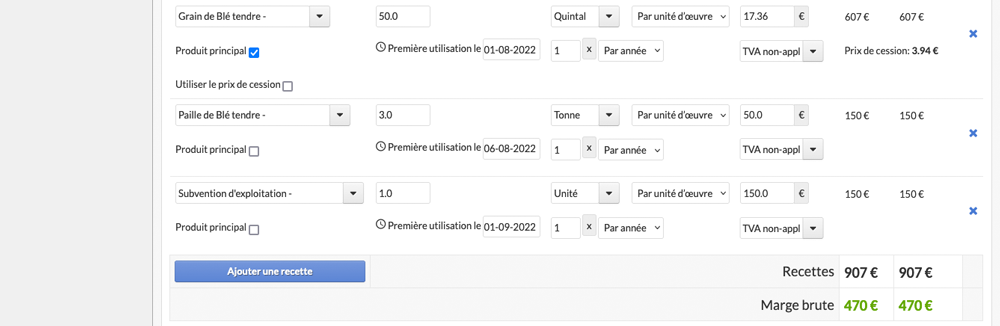 Grain de Blé tendre - 50.0 Quintal Par unité d'œuvre 17.36 € 607 € 607 €
Produit principal Première utilisation le 01-08-2022 1 x Par année TVA non-appl Prix de cession: 3.94 €
Utiliser le prix de cession
Paille de Blé tendre - 3.0 Tonne Par unité d'œuvre 50.0 € 150 € 150 €
Produit principal Première utilisation le 06-08-2022 1 x Par année TVA non-appl
Subvention d'exploitation - 1.0 Unité Par unité d'œuvre 150.0 € 150 € 150 €
Produit principal Première utilisation le 01-09-2022 1 x Par année TVA non-appl
Ajouter une recette Recettes 907 € 907 €
Marge brute 470 € 470 €